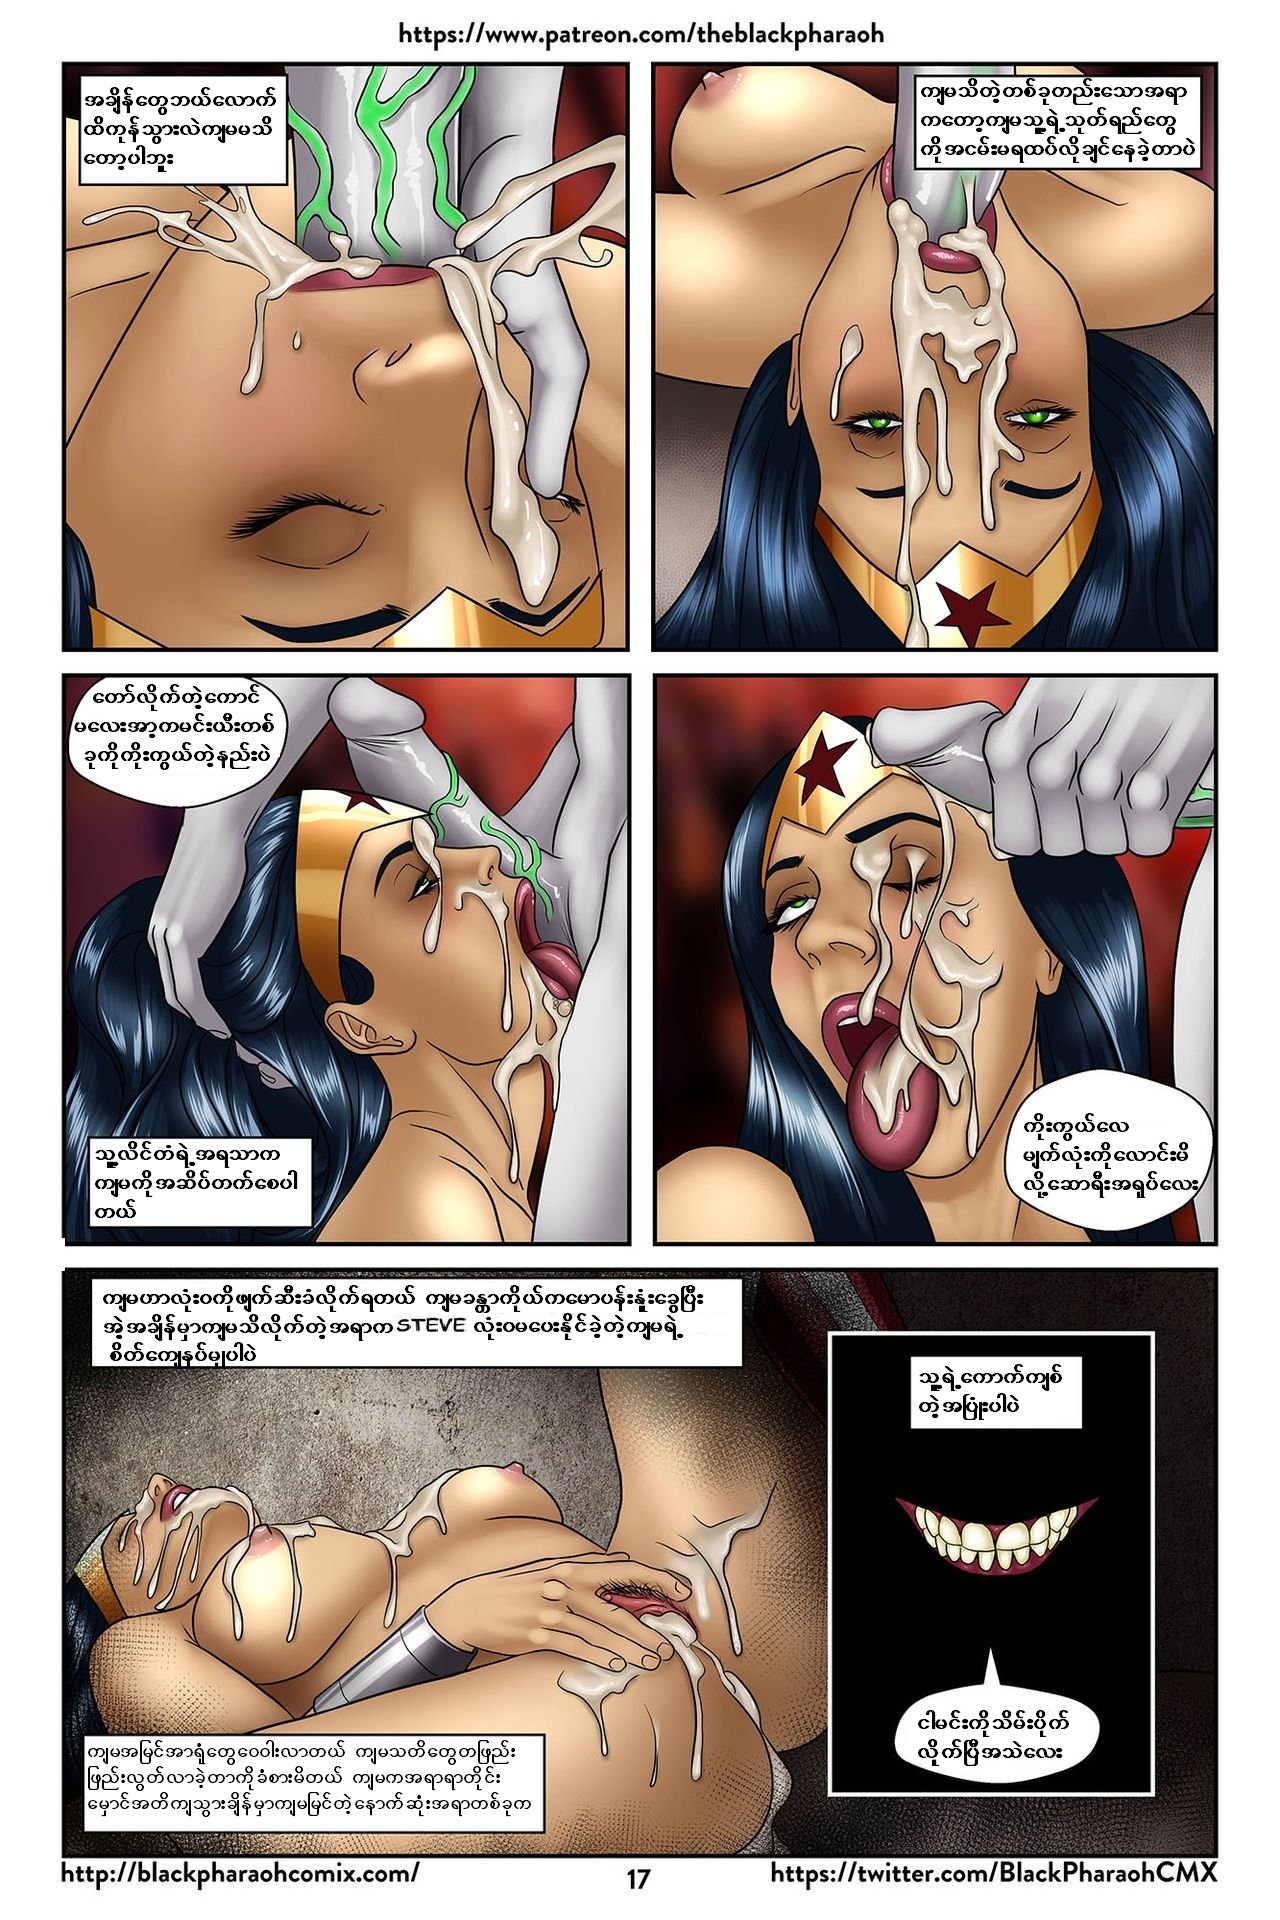 https://www.patreon.com/theblackpharaoh
အချိန်တွေဘယ်လောက်
ထိကုန်သွားလဲကျမမသိ
တော့ပါဘူး
ကျမသိတဲ့တစ်ခုတည်းသောအရာ
ကတော့ကျမသူ့ရဲ့သုတ်ရည်တွေ
ကိုအငမ်းမရထပ်လိုချင်နေခဲ့တာပဲ
တော်လိုက်တဲ့ကောင်
မလေးအာ့ကမင်းယီးတစ်
ခုကိုကိုးကွယ်တဲ့နည်းပဲ
သူ့လိင်တံရဲ့အရသာက
ကျမကိုအဆိပ်တက်စေပါ
တယ်
ကိုးကွယ်လေ
မျက်လုံးကိုလောင်းမိ
လို့ဆောရီးအရုပ်လေး
ကျမဟာလုံးဝကိုဖျက်ဆီးခံလိုက်ရတယ် ကျမခန္တာကိုယ်ကမောပန်းနွုံးခွေပြီး
အဲ့အချိန်မှာကျမသိလိုက်တဲ့အရာက STEVE လုံးဝမပေးနိုင်ခဲ့တဲ့ကျမရဲ့
စိတ်ကျေနပ်မှုပါပဲ
သူ့ရဲ့ကောက်ကျစ်
တဲ့အပြုံးပါပဲ
ငါမင်းကိုသိမ်းပိုက်
လိုက်ပြီအသဲလေး
ကျမအမြင်အာရုံတွေဝေဝါးလာတယ် ကျမသတိတွေတဖြည်း
ဖြည်းလွတ်လာခဲ့တာကိုခံစားမိတယ် ကျမကအရာရာတိုင်း
မှောင်အတိကျသွားချိန်မှာကျမမြင်တဲ့နောက်ဆုံးအရာတစ်ခုက
http://blackpharaohcomix.com/
17
https://twitter.com/BlackPharaohCMX